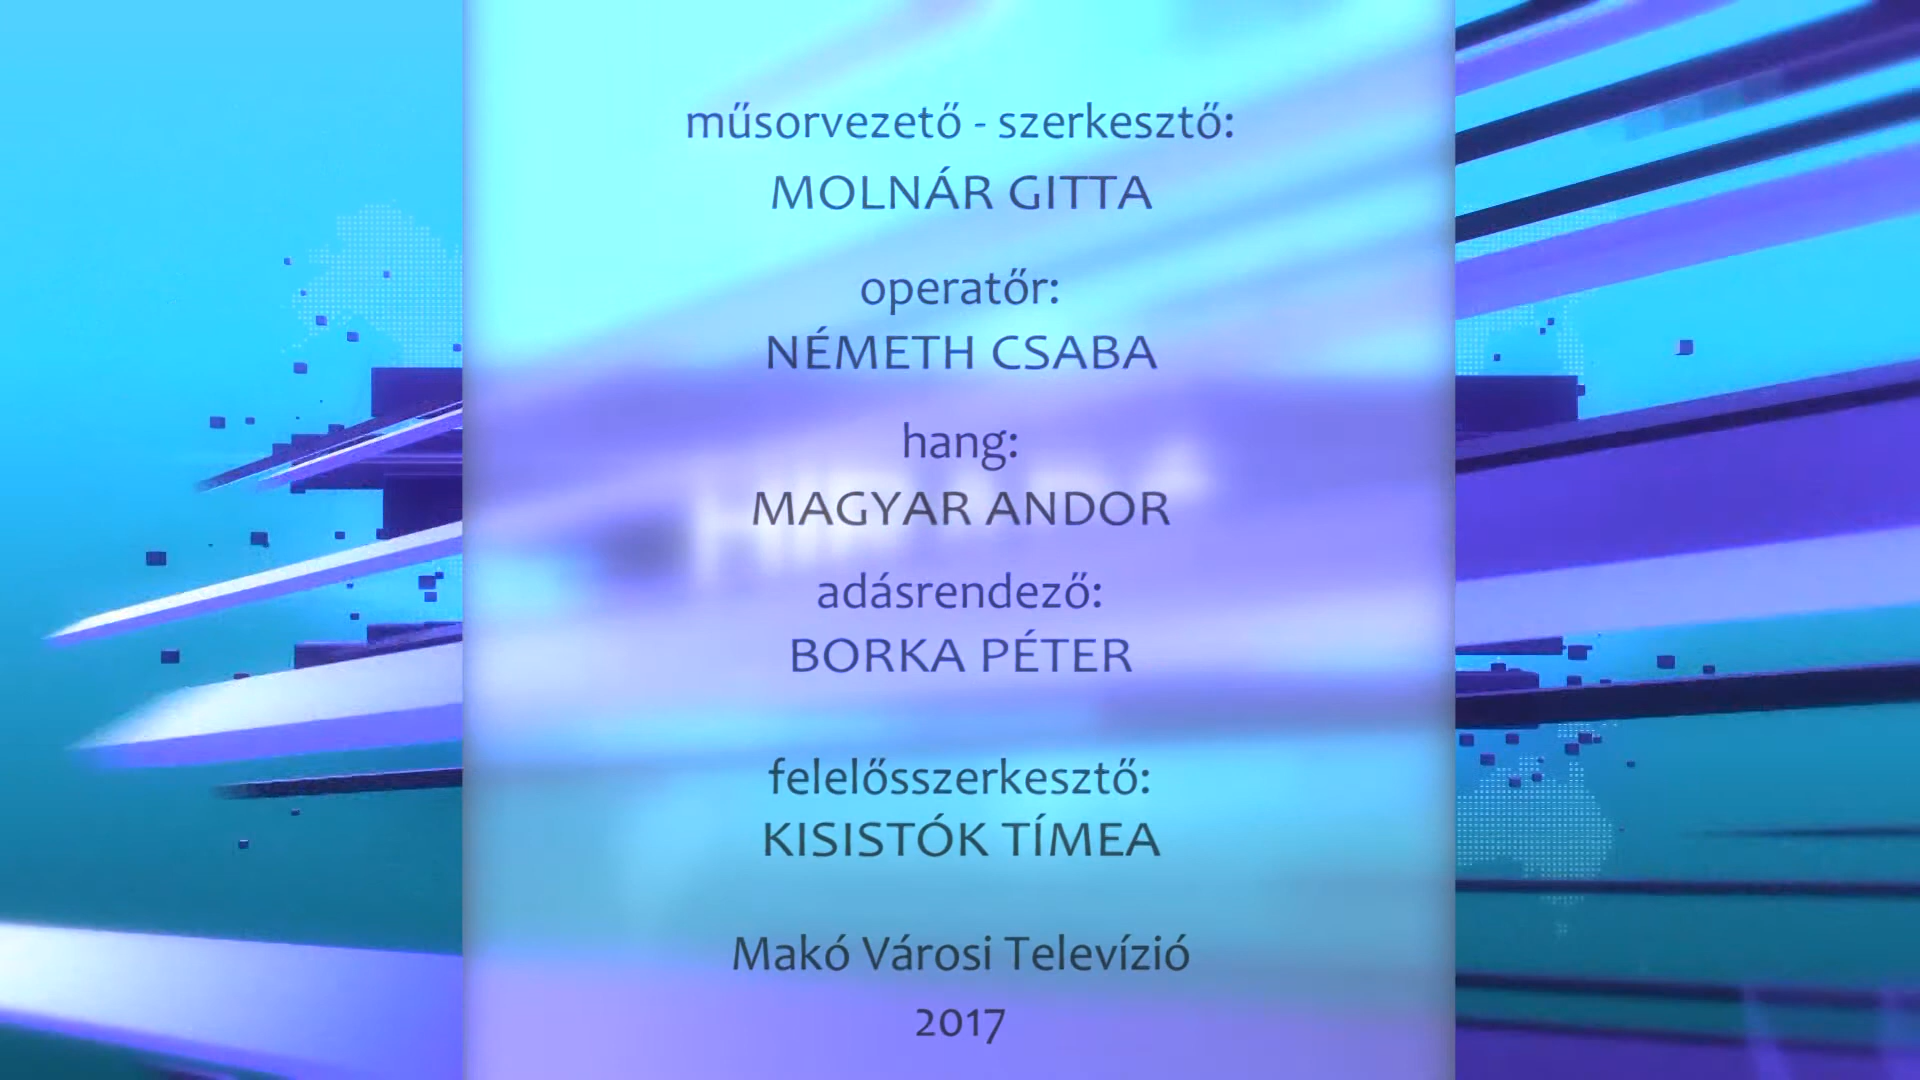 műsorvezető - szerkesztő:
MOLNÁR GITTA
operatőr:
NÉMETH CSABA
hang:
MAGYAR ANDOR
adásrendező:
BORKA PÉTER
felelősszerkesztő:
KISISTÓK TÍMEA
Makó Városi Televízió
2017